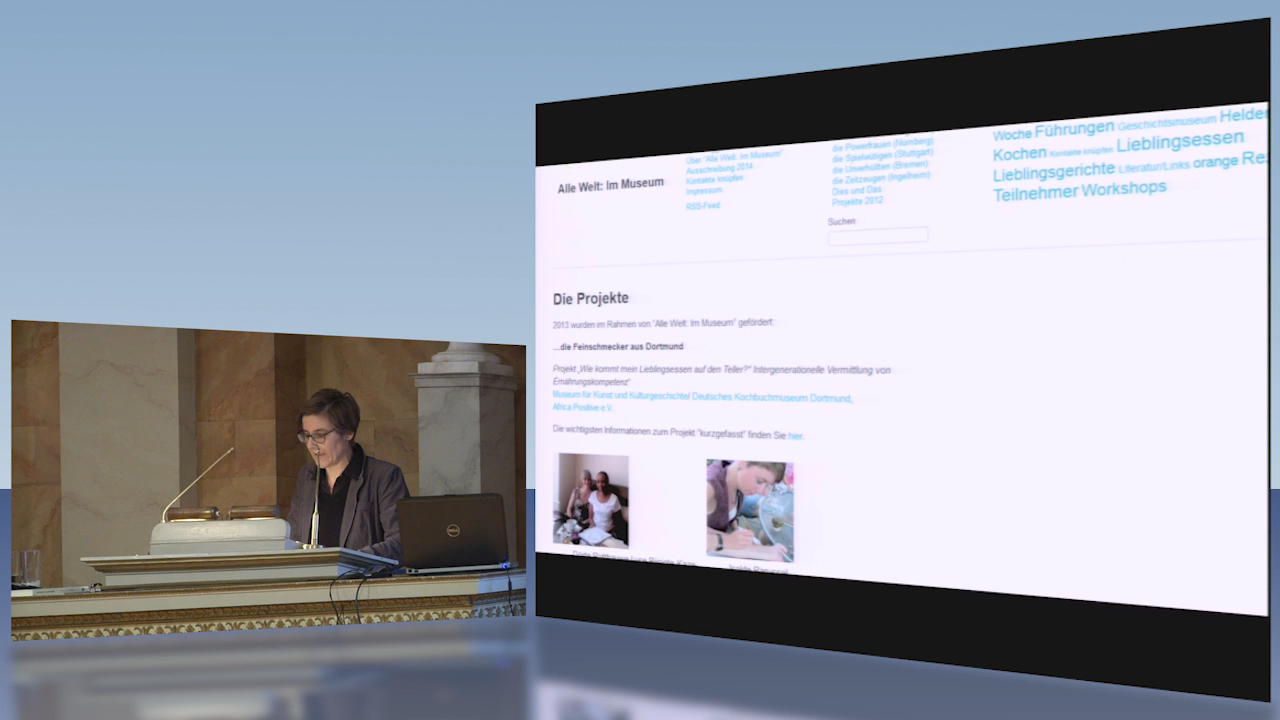 Alle Welt: Im Museum
Über "Alle Welt: Im Museum"
Ausschreibung 2014
Kontakte knüpfen
Impressum
RSS-Feed
die Powerfrauen (Nürnberg)
die Spielwütigen (Stuttgart)
die Unverhüllten (Bremen)
die Zeitzeugen (Ingelheim)
Dies und Das
Projekte 2012
Suchen
Woche Führungen Geschichtsmuseum Helden
Kochen Kontakte knüpfen Lieblingsessen
Lieblingsgerichte Literatur/Links orange Re
Teilnehmer Workshops
Die Projekte
2013 wurden im Rahmen von "Alle Welt: Im Museum" gefördert:
...die Feinschmecker aus Dortmund
Projekt „Wie kommt mein Lieblingsessen auf den Teller?" Intergenerationelle Vermittlung von
Ernährungskompetenz"
Museum für Kunst und Kulturgeschichte/ Deutsches Kochbuchmuseum Dortmund,
Africa Positive e.V.
Die wichtigsten Informationen zum Projekt "kurzgefasst" finden Sie hier.
DELL